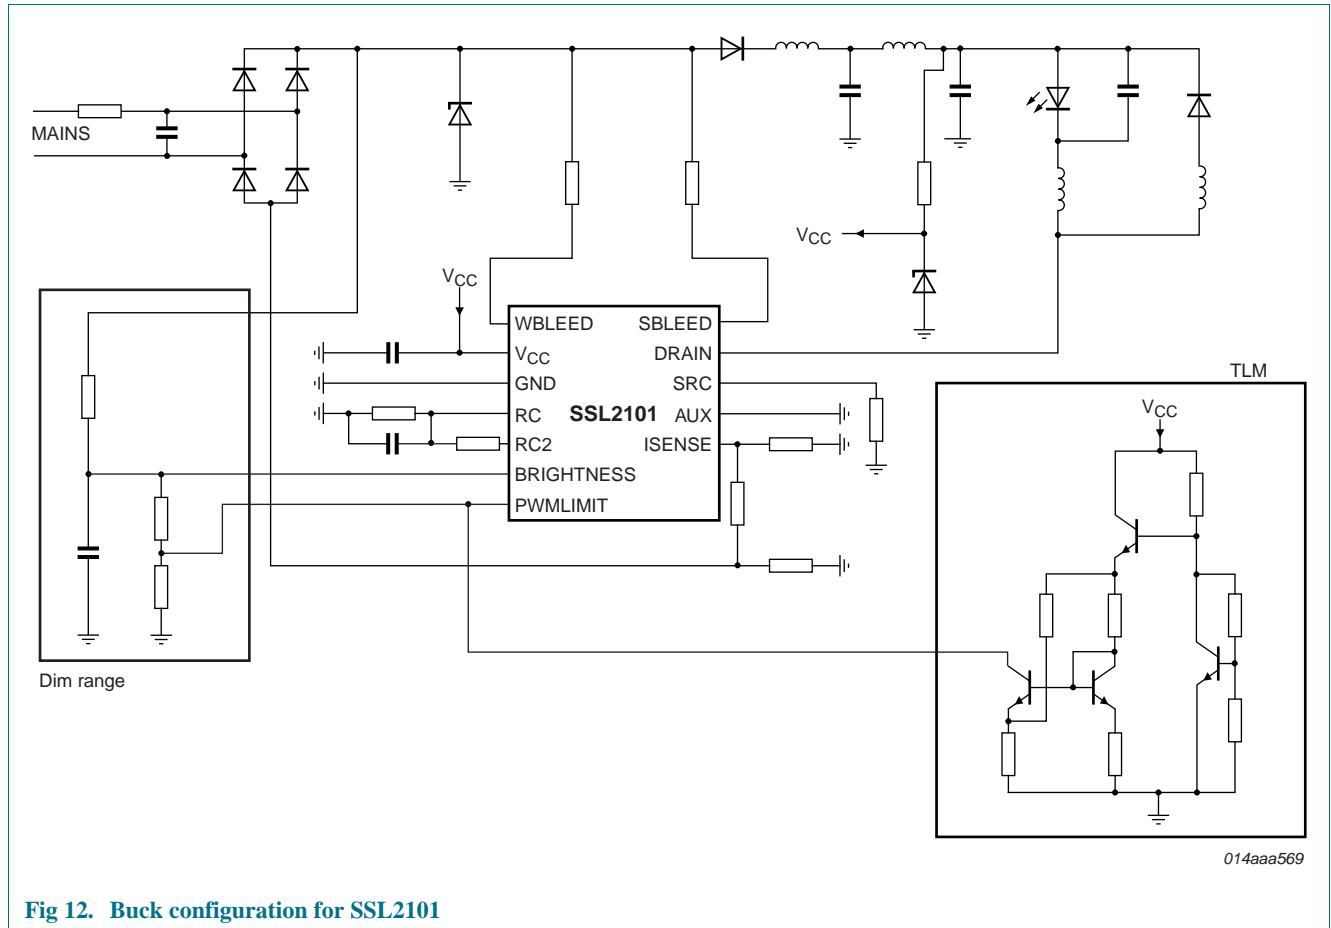 MAINS
VCC
VCC
WBLEED SBLEED
VCC DRAIN
GND SRC
RC SSL2101 AUX
RC2 ISENSE
BRIGHTNESS
PWMLIMIT
TLM
VCC
Dim range
014aaa569
Fig 12. Buck configuration for SSL2101